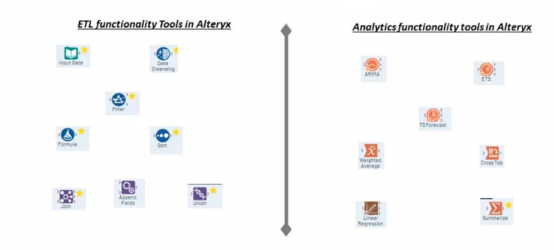 ETL functionality Tools in Alteryx
Input Data
Data
Cleansing
Filter
Formula
Sort
Join
Append
Fields
Union
Analytics functionality tools in Alteryx
ARIMA
ETS
TS Forecast
Weighted
Average
Cross Tab
Linear
Regression
Summarize